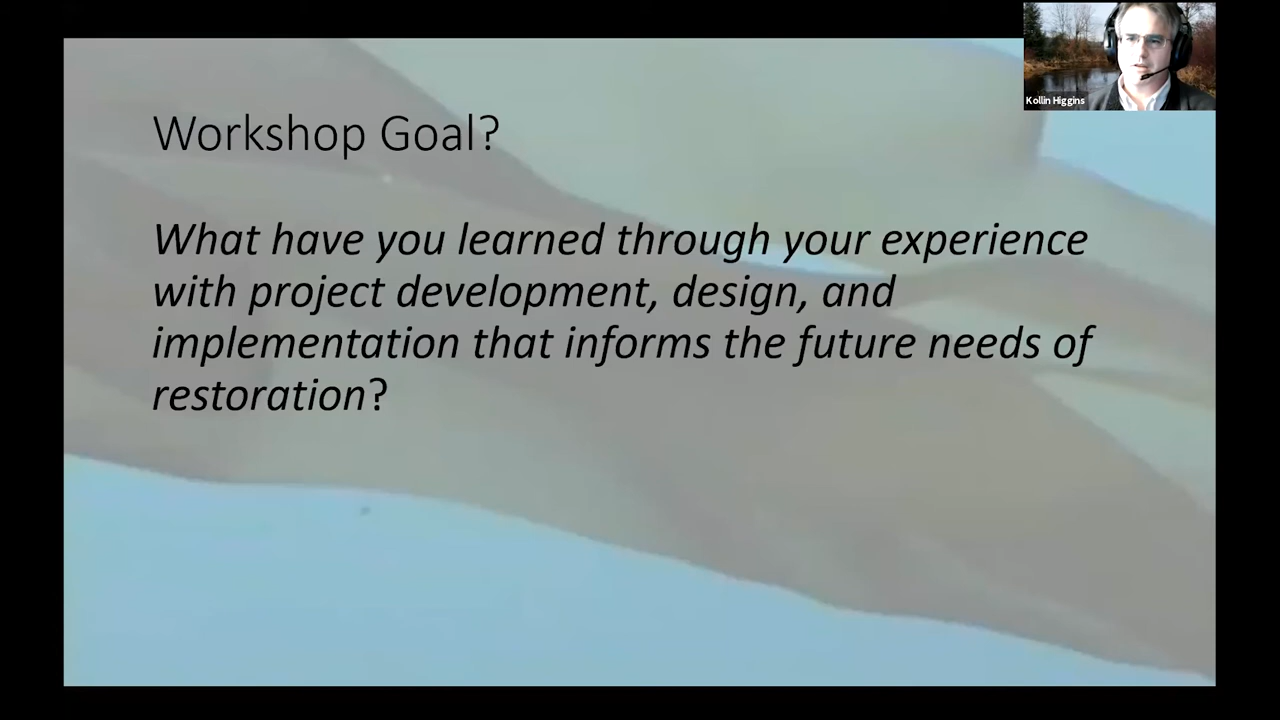 Kollin Higgins
Workshop Goal?
What have you learned through your experience
with project development, design, and
implementation that informs the future needs of
restoration?